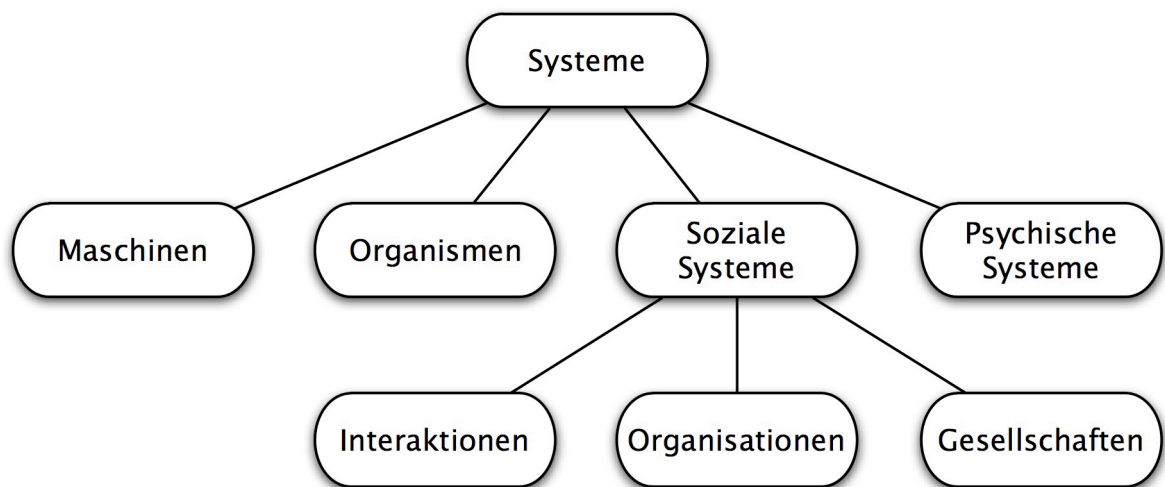 Systeme
Maschinen
Organismen
Soziale
Systeme
Psychische
Systeme
Interaktionen
Organisationen
Gesellschaften